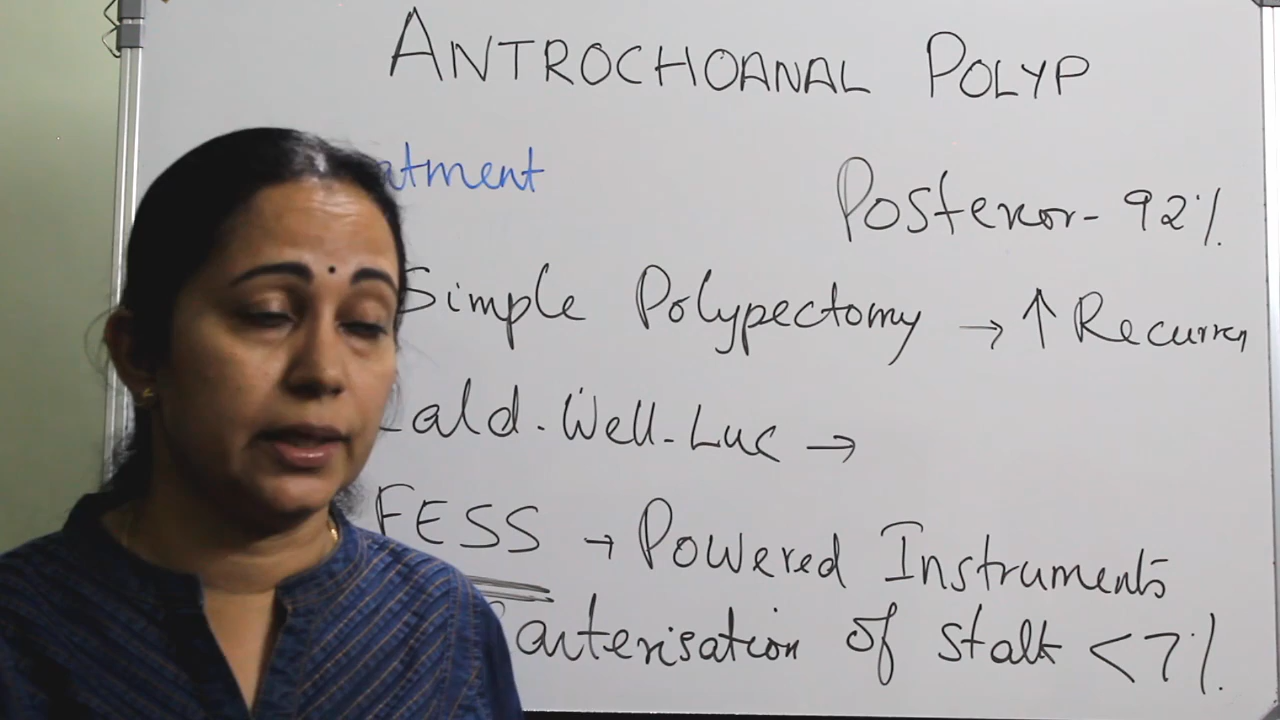 ANTROCHOANAL POLYP
atment
Posterior - 92%
Simple Polypectomy → ↑ Recurren
ald-Well-Luc →
FESS → Powered Instruments
auterisation of stalk <7%